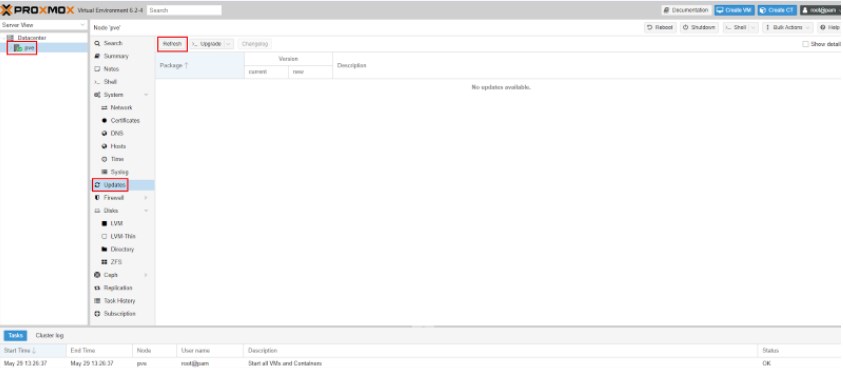 PROXMOX Virtual Environment 6.2-4 Search
Documentation Create VM Create CT root@pam
Server View
Node 'pve'
Reboot Shutdown Shell Bulk Actions Help
Datacenter
pve
Search
Summary
Notes
Shell
System
Network
Certificates
DNS
Hosts
Time
Syslog
Updates
Firewall
Disks
LVM
LVM-Thin
Directory
ZFS
Ceph
Replication
Task History
Subscription
Refresh Upgrade Changelog
Show detail
Package Version Description
current new
No updates available.
Tasks Cluster log
Start Time End Time Node User name Description Status
May 29 13:26:37 May 29 13:26:37 pve root@pam Start all VMs and Containers OK